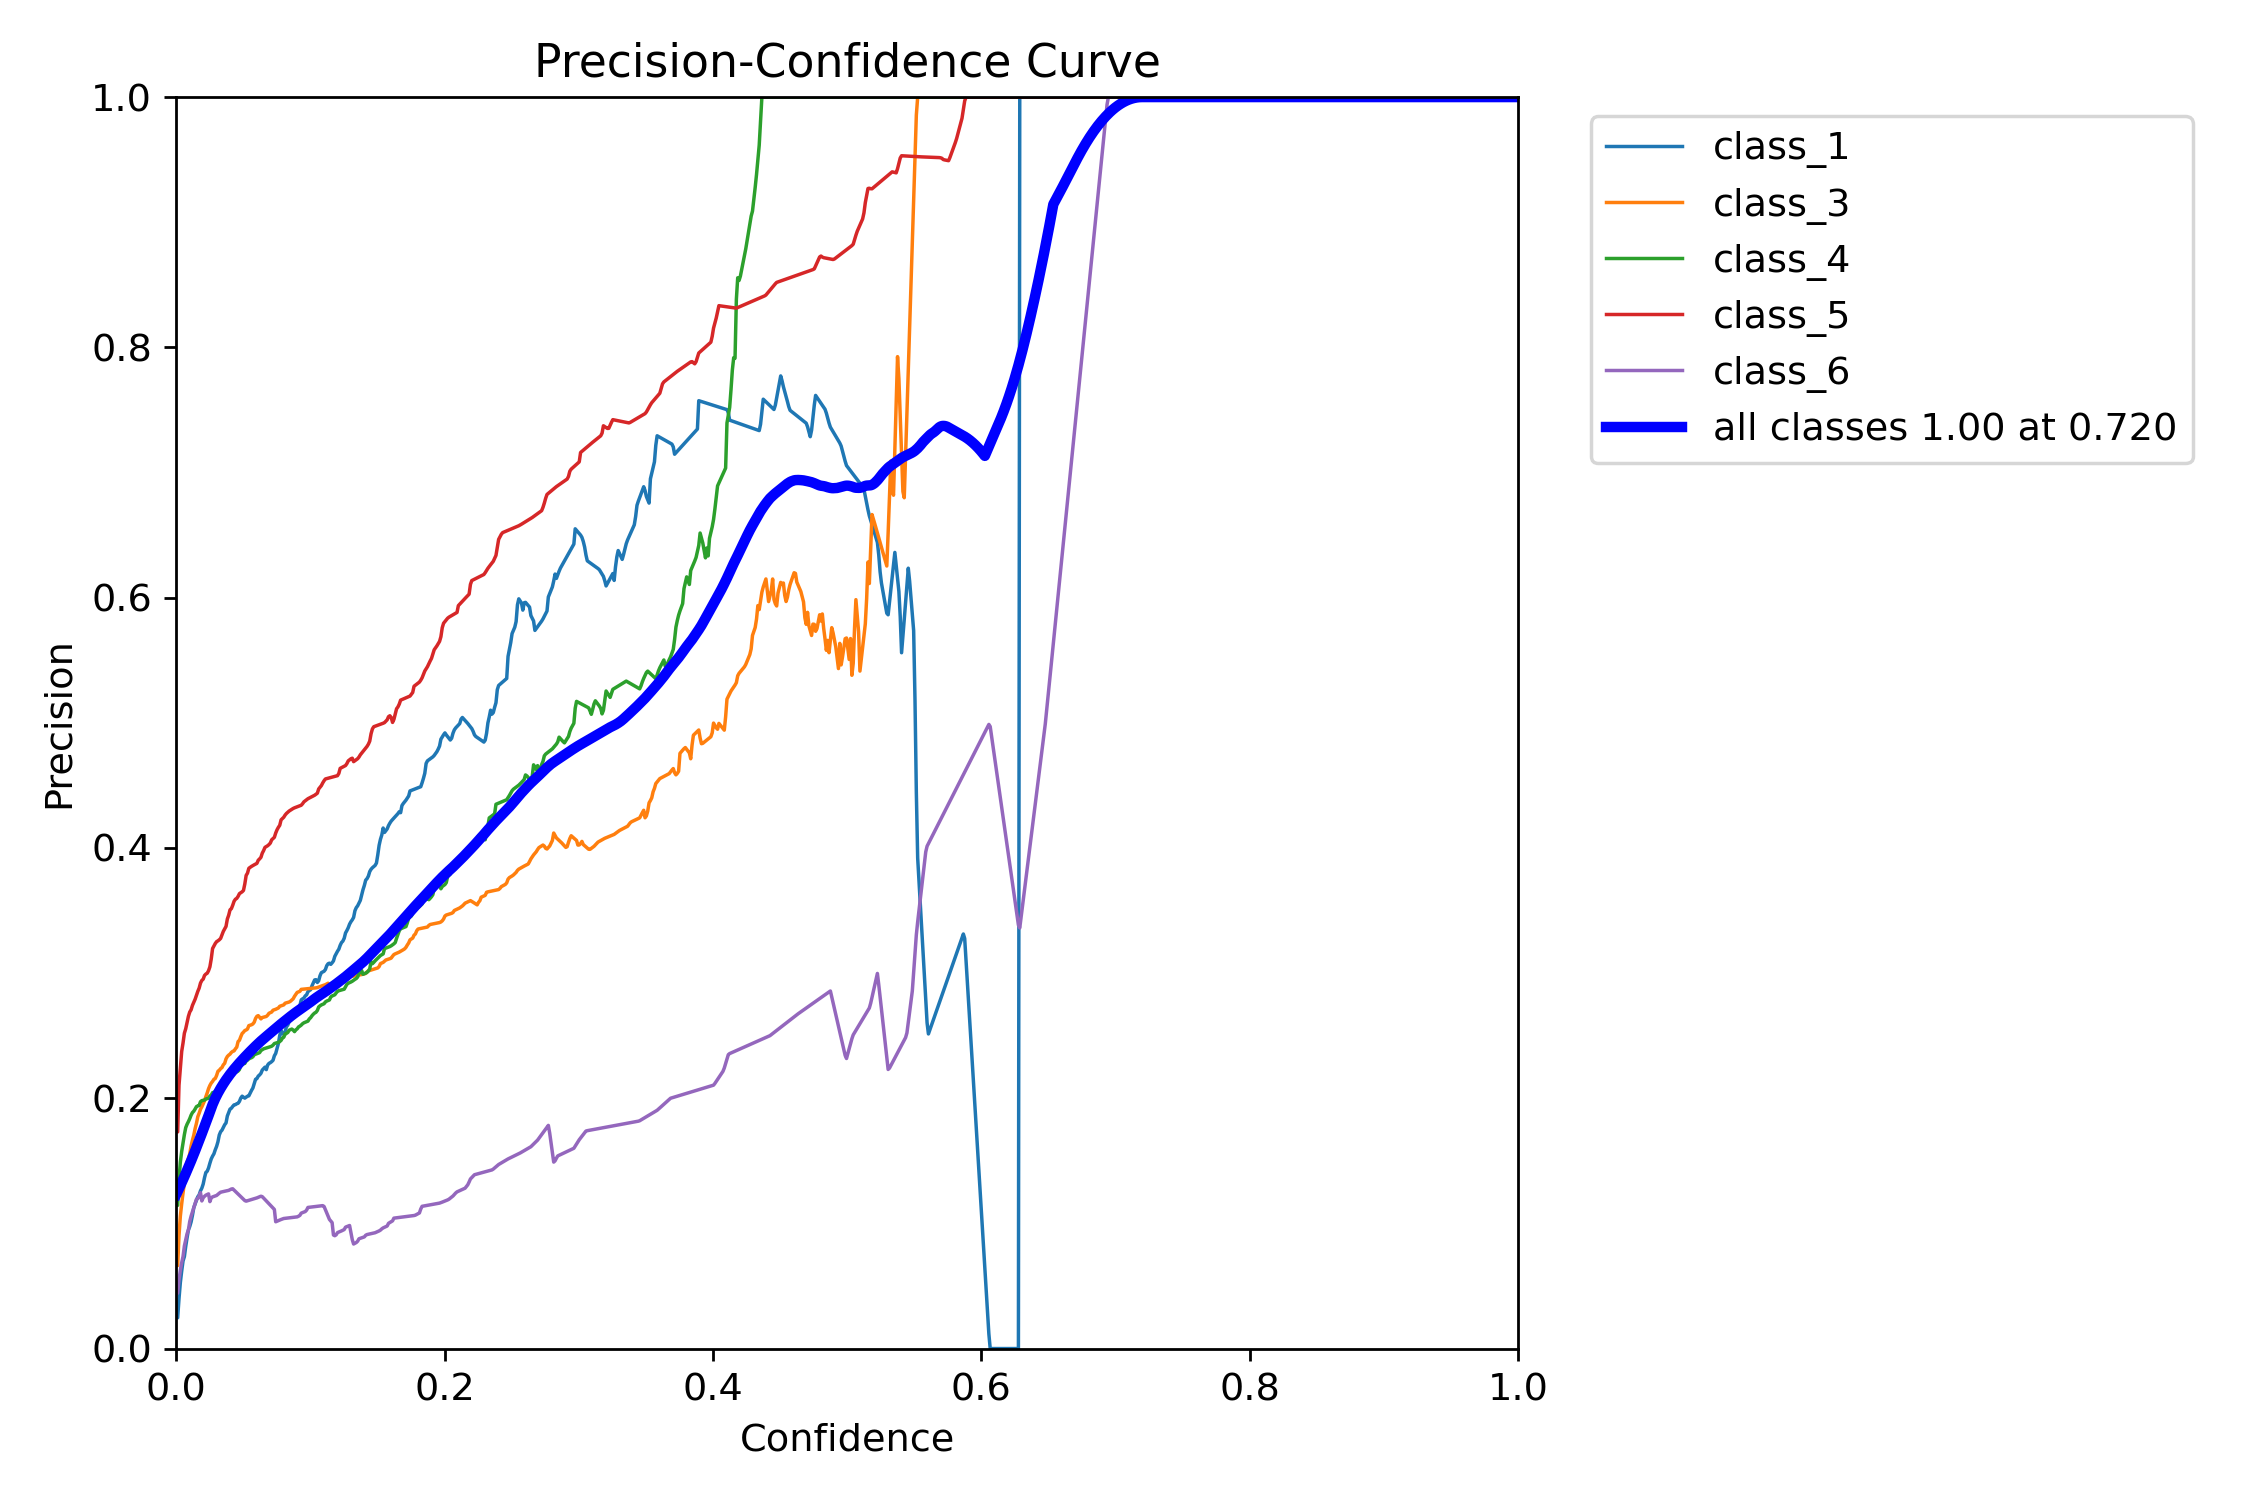 Precision-Confidence Curve
1.0
0.8
0.6
0.4
0.2
0.0
Precision
0.0 0.2 0.4 0.6 0.8 1.0
Confidence
class_1
class_3
class_4
class_5
class_6
all classes 1.00 at 0.720